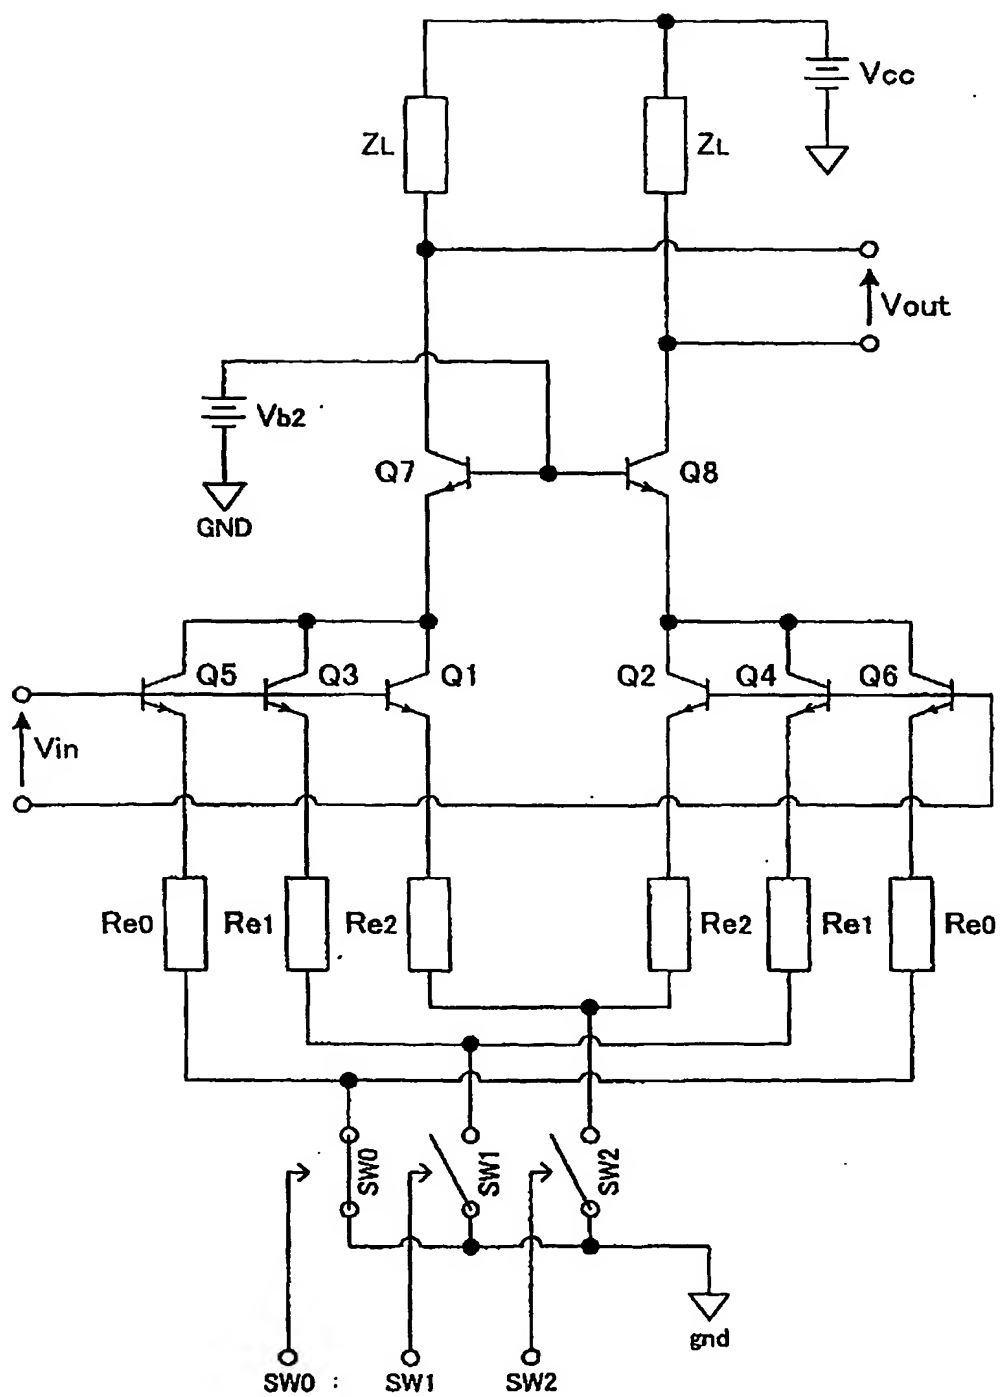 Vcc
ZL
ZL
Vout
Vb2
Q7
Q8
GND
Q5
Q3
Q1
Q2
Q4
Q6
Vin
Re0
Re1
Re2
Re2
Re1
Re0
SW0
SW1
SW2
gnd
SW0 :
SW1
SW2